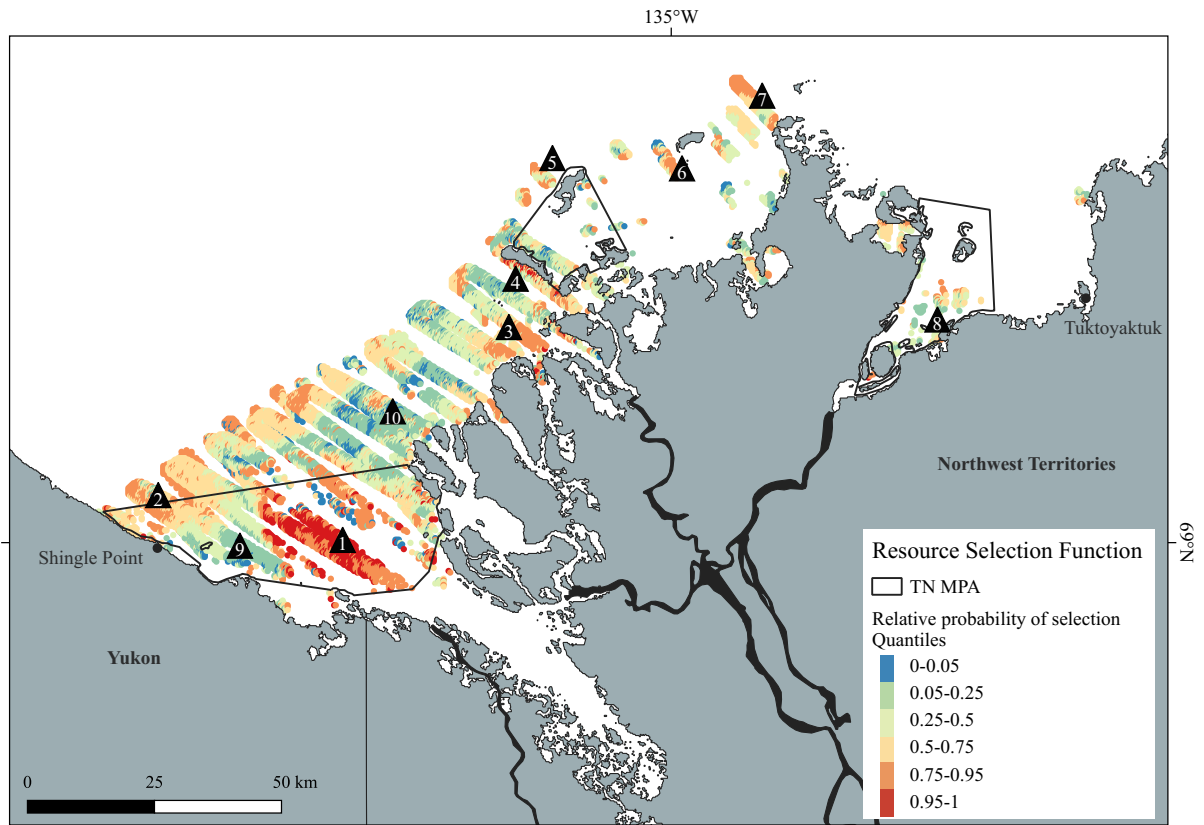 135°W
7
5
6
4
8
3
Tuktoyaktuk
10
Northwest Territories
2
1
9
Shingle Point
N.69
Yukon
Resource Selection Function
TN MPA
Relative probability of selection
Quantiles
0-0.05
0.05-0.25
0.25-0.5
0.5-0.75
0.75-0.95
0.95-1
0 25 50 km